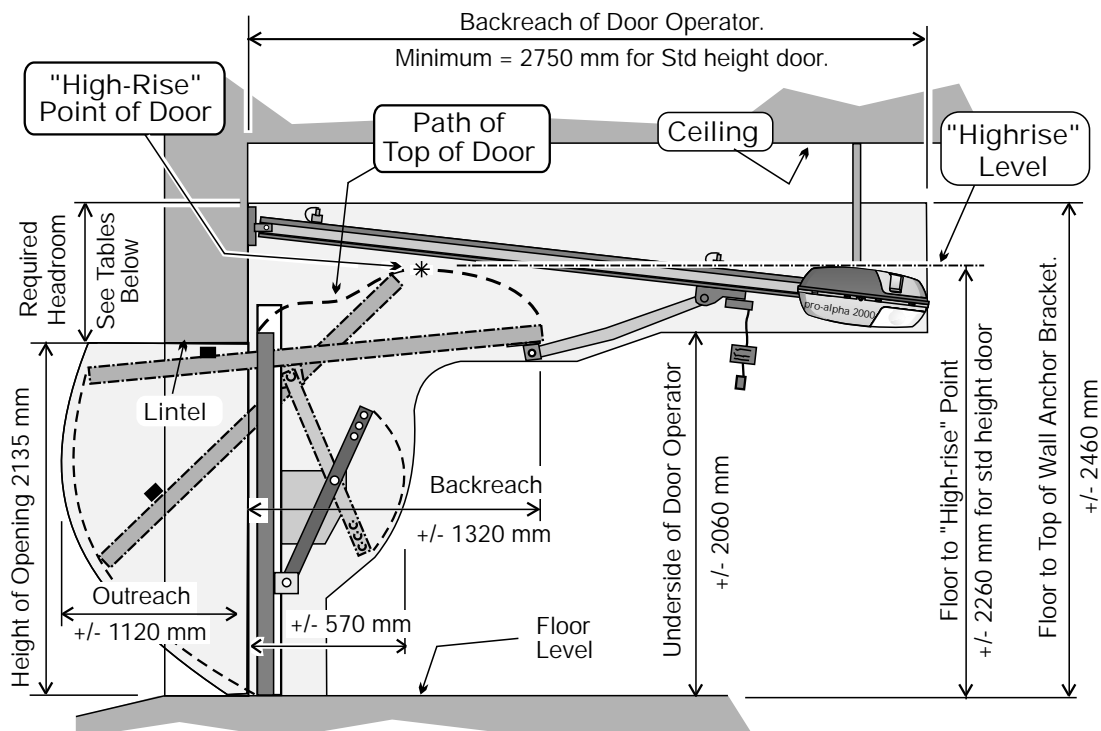 Backreach of Door Operator.
Minimum = 2750 mm for Std height door.
"High-Rise"
Point of Door
Path of
Top of Door
Ceiling
"Highrise"
Level
Required
Headroom
See Tables
Below
pro-alpha 2000
Lintel
Height of Opening 2135 mm
Backreach
+/- 1320 mm
Outreach
+/- 1120 mm
+/- 570 mm
Floor
Level
Underside of Door Operator
+/- 2060 mm
Floor to "High-rise" Point
+/- 2260 mm for std height door
Floor to Top of Wall Anchor Bracket.
+/- 2460 mm